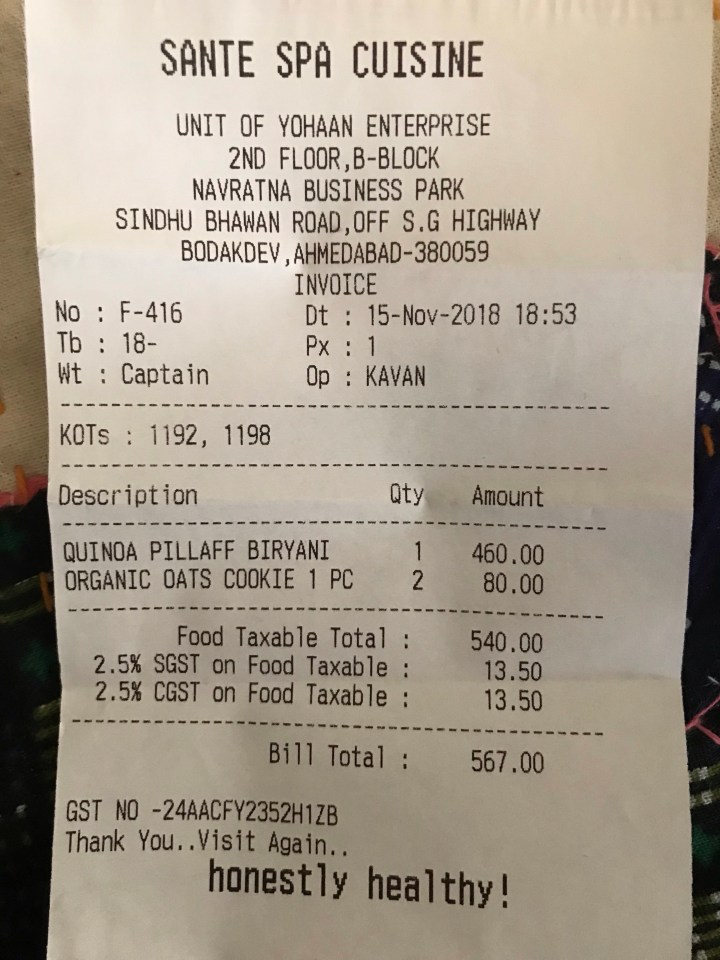 SANTE SPA CUISINE
UNIT OF YOHAAN ENTERPRISE
2ND FLOOR,B-BLOCK
NAVRATNA BUSINESS PARK
SINDHU BHAWAN ROAD,OFF S.G HIGHWAY
BODAKDEV,AHMEDABAD-380059
INVOICE
No : F-416 Dt : 15-Nov-2018 18:53
Tb : 18- Px : 1
Wt : Captain Op : KAVAN
KOTs : 1192, 1198
Description Qty Amount
QUINOA PILLAFF BIRYANI 1 460.00
ORGANIC OATS COOKIE 1 PC 2 80.00
Food Taxable Total : 540.00
2.5% SGST on Food Taxable : 13.50
2.5% CGST on Food Taxable : 13.50
Bill Total : 567.00
GST NO -24AACFY2352H1ZB
Thank You..Visit Again..
honestly healthy!